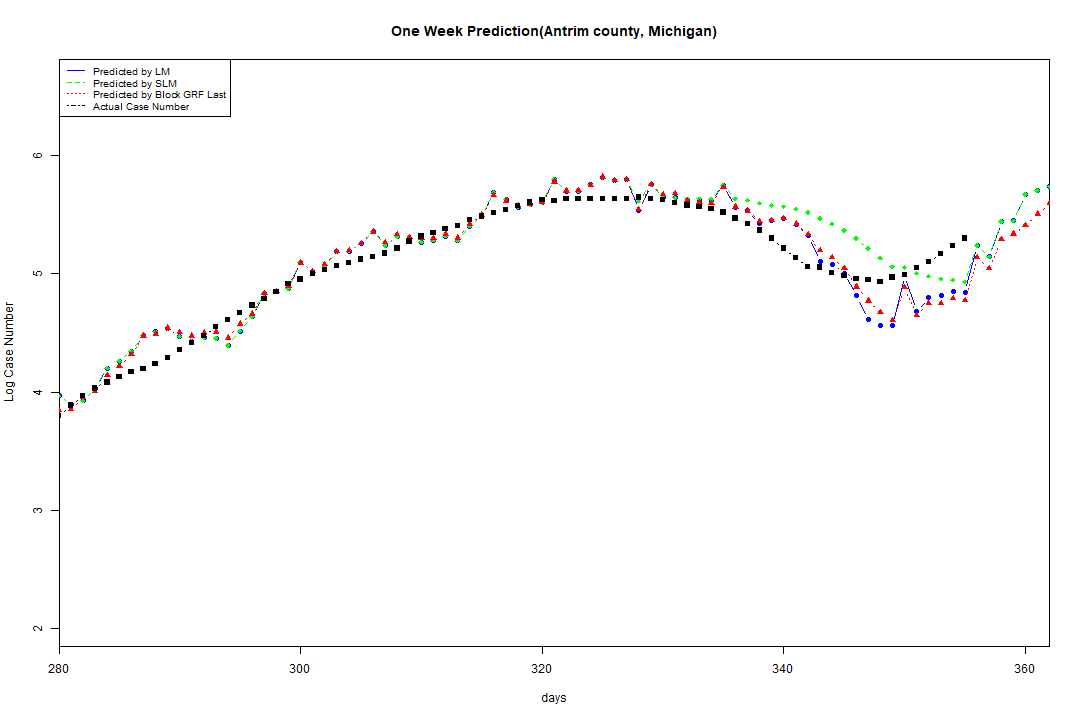 One Week Prediction(Antrim county, Michigan)
Predicted by LM
Predicted by SLM
Predicted by Block GRF Last
Actual Case Number
6
5
4
3
2
Log Case Number
280 300 320 340 360
days